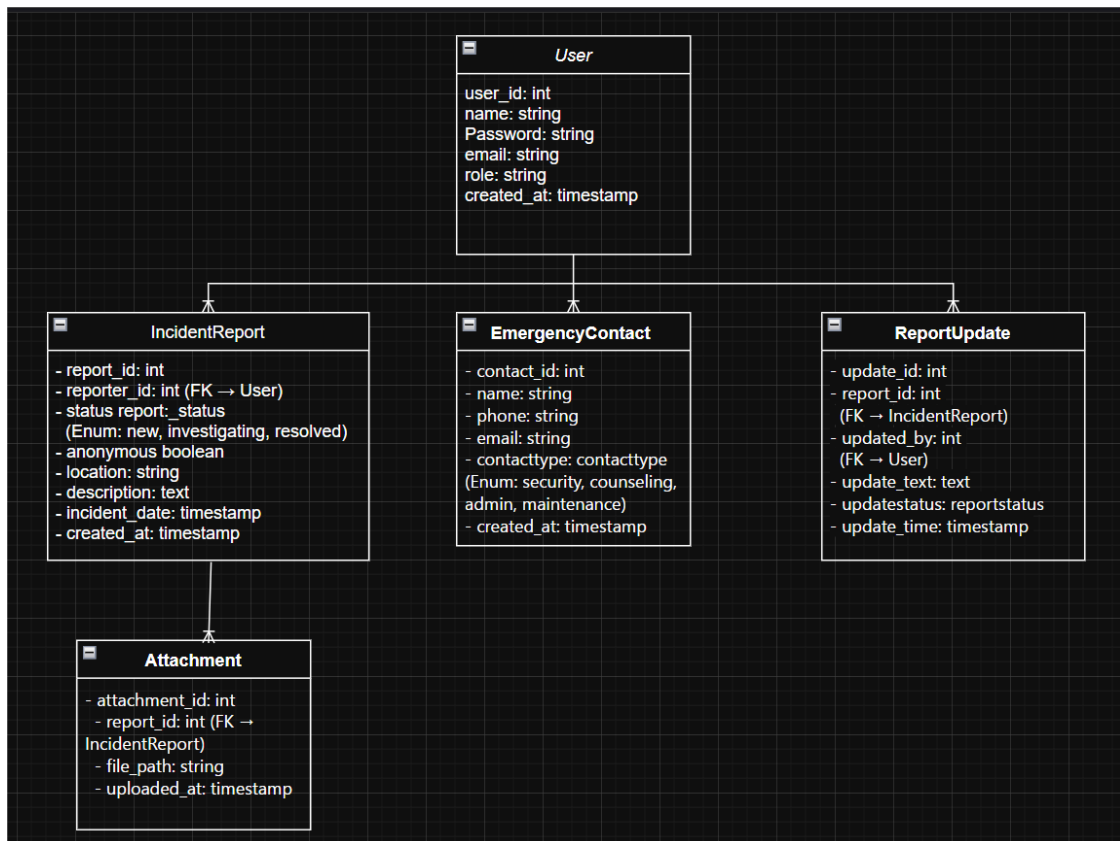 User
user_id: int
name: string
Password: string
email: string
role: string
created_at: timestamp
IncidentReport
- report_id: int
- reporter_id: int (FK → User)
- status report:_status
(Enum: new, investigating, resolved)
- anonymous boolean
- location: string
- description: text
- incident_date: timestamp
- created_at: timestamp
EmergencyContact
- contact_id: int
- name: string
- phone: string
- email: string
- contacttype: contacttype
(Enum: security, counseling,
admin, maintenance)
- created_at: timestamp
ReportUpdate
- update_id: int
- report_id: int
(FK → IncidentReport)
- updated_by: int
(FK → User)
- update_text: text
- updatestatus: reportstatus
- update_time: timestamp
Attachment
- attachment_id: int
- report_id: int (FK →
IncidentReport)
- file_path: string
- uploaded_at: timestamp